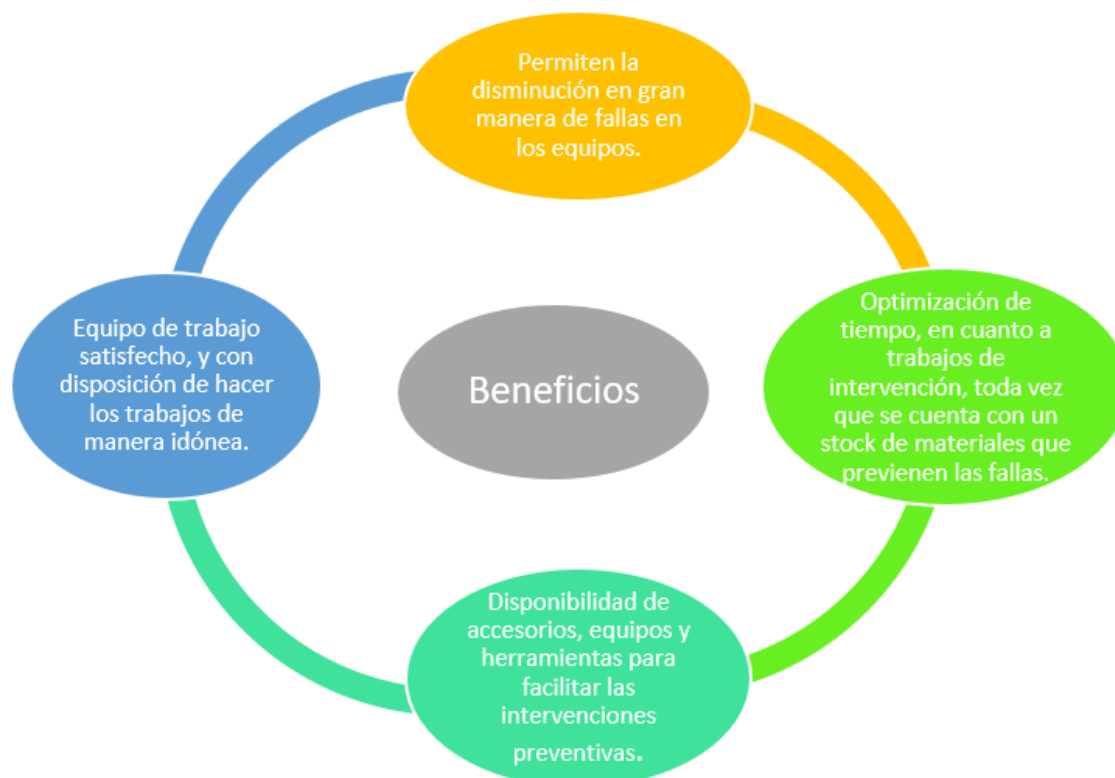 Permiten la
disminución en gran
manera de fallas en
los equipos.
Equipo de trabajo
satisfecho, y con
disposición de hacer
los trabajos de
manera idónea.
Beneficios
Optimización de
tiempo, en cuanto a
trabajos de
intervención, toda vez
que se cuenta con un
stock de materiales que
previenen las fallas.
Disponibilidad de
accesorios, equipos y
herramientas para
facilitar las
intervenciones
preventivas.